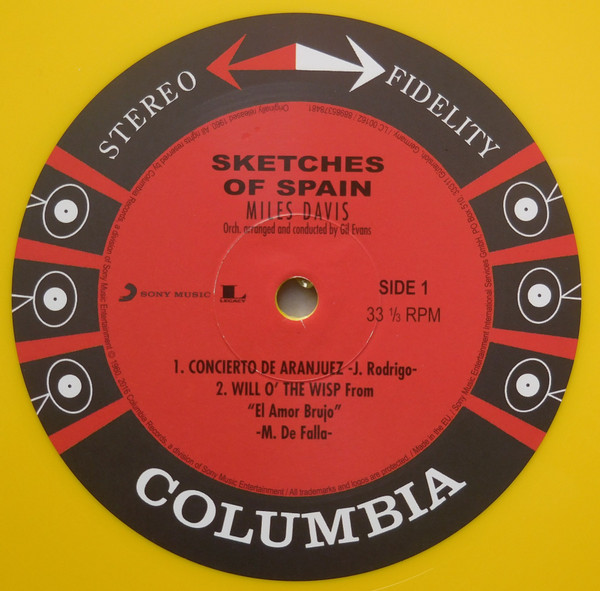 STEREO FIDELITY
SKETCHES
OF SPAIN
MILES DAVIS
Orch. arranged and conducted by Gil Evans
SONY MUSIC
LEGACY
SIDE 1
33 ⅓ RPM
1. CONCIERTO DE ARANJUEZ -J. Rodrigo-
2. WILL O' THE WISP From
"El Amor Brujo"
-M. De Falla-
COLUMBIA